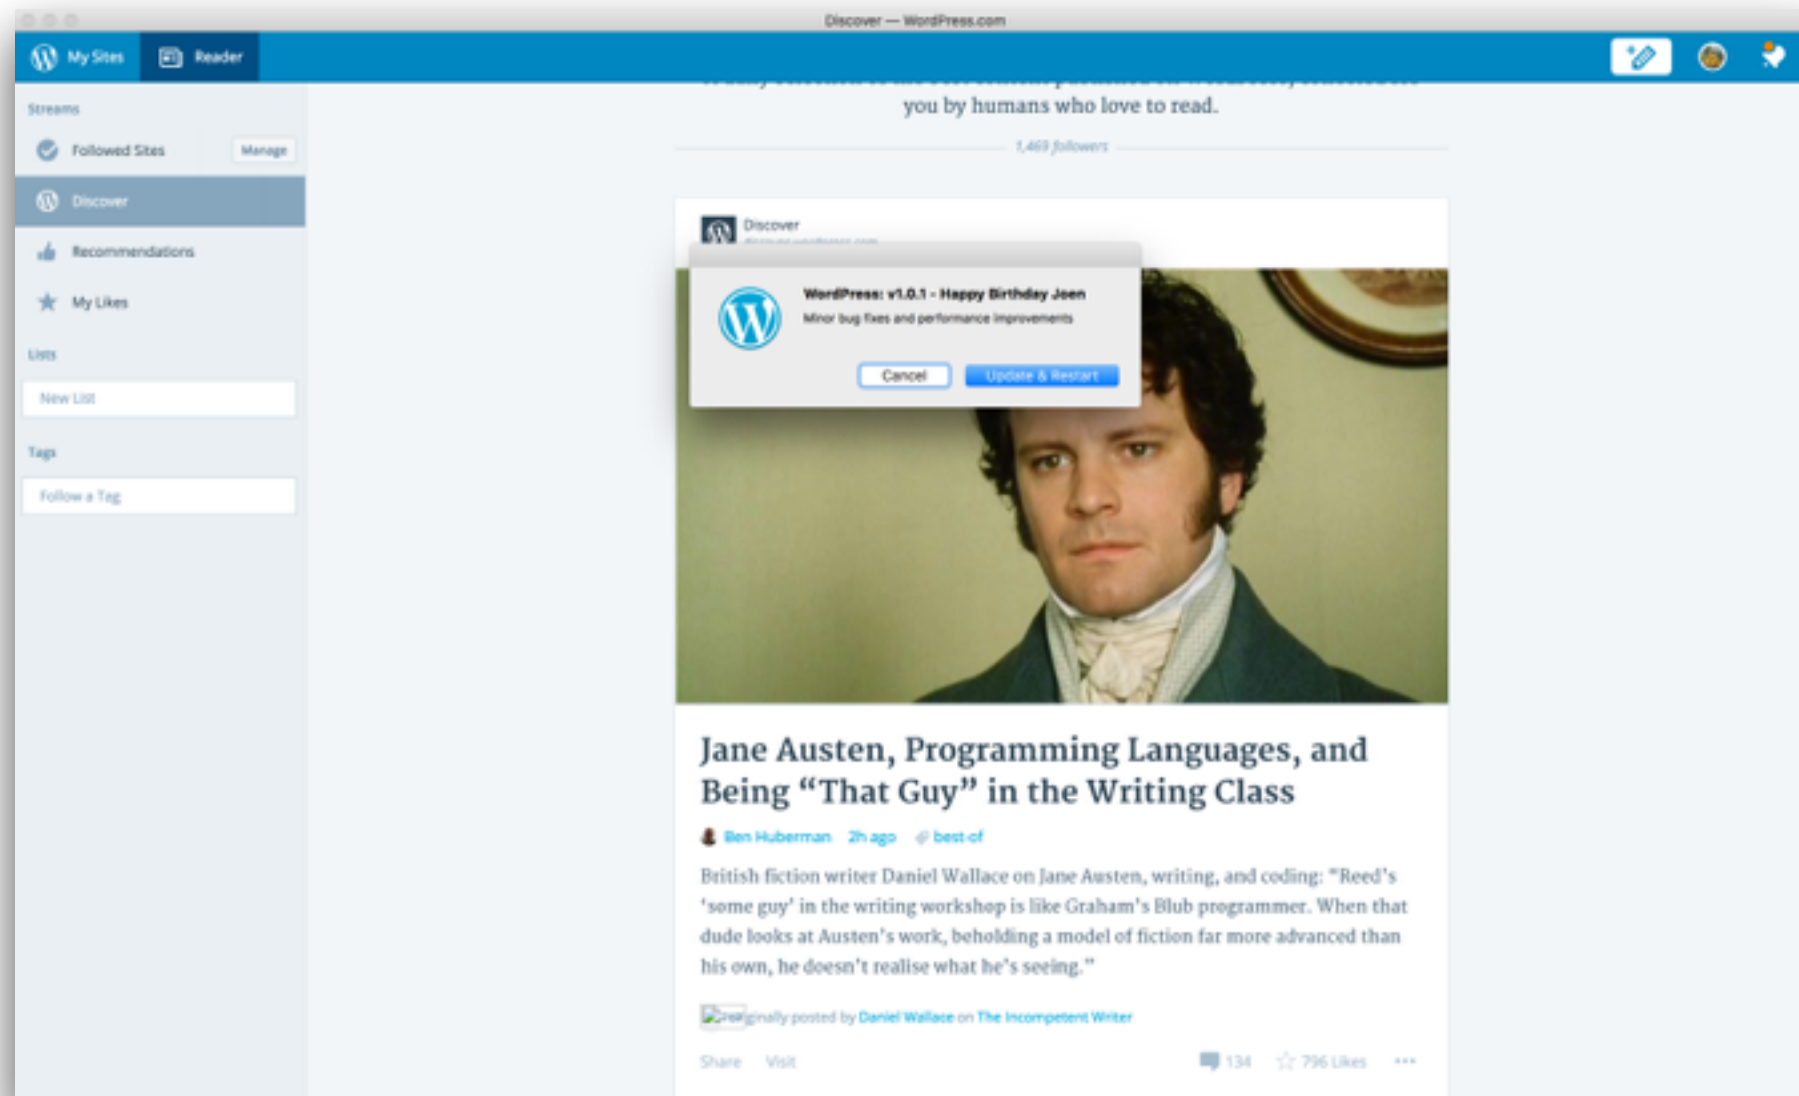 Discover — WordPress.com
My Sites
Reader
Streams
Followed Sites
Manage
Discover
Recommendations
My Likes
Lists
New List
Tags
Follow a Tag
you by humans who love to read.
1,469 followers
Discover
WordPress: v1.0.1 - Happy Birthday Joen
Minor bug fixes and performance improvements
Cancel
Update & Restart
Jane Austen, Programming Languages, and
Being “That Guy” in the Writing Class
Ben Huberman 2h ago best-of
British fiction writer Daniel Wallace on Jane Austen, writing, and coding: “Reed’s
‘some guy’ in the writing workshop is like Graham’s Blub programmer. When that
dude looks at Austen’s work, beholding a model of fiction far more advanced than
his own, he doesn’t realise what he’s seeing.”
posted by Daniel Wallace on The Incompetent Writer
Share Visit
134 796 Likes